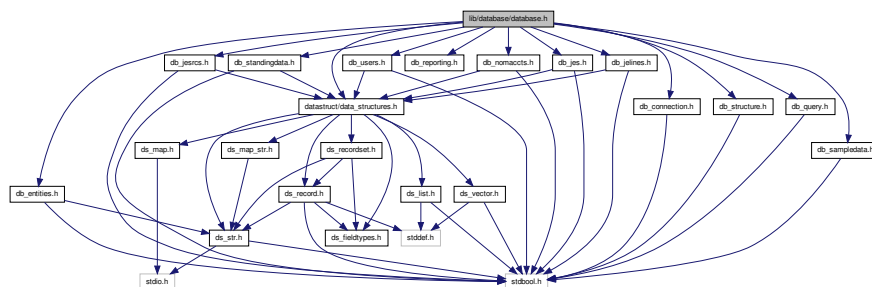 lib/database/database.h
db_jesrcs.h
db_standingdata.h
db_users.h
db_reporting.h
db_nomaccts.h
db_jes.h
db_jelines.h
datastruct/data_structures.h
db_connection.h
db_structure.h
db_query.h
ds_map.h
ds_map_str.h
ds_recordset.h
db_sampledata.h
db_entities.h
ds_record.h
ds_list.h
ds_vector.h
ds_str.h
ds_fieldtypes.h
stddef.h
stdio.h
stdbool.h